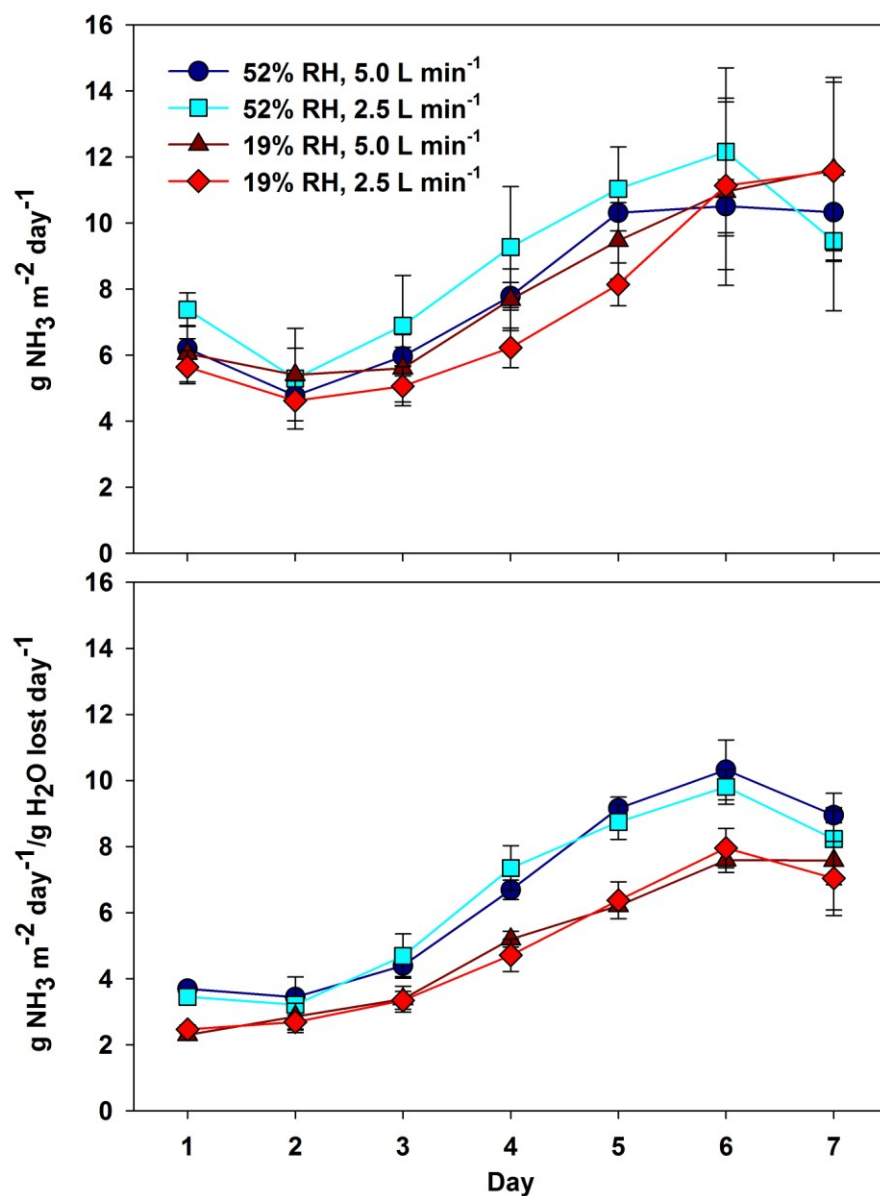 16
14
12
10
8
6
4
2
0
g NH₃ m⁻² day⁻¹
52% RH, 5.0 L min⁻¹
52% RH, 2.5 L min⁻¹
19% RH, 5.0 L min⁻¹
19% RH, 2.5 L min⁻¹
16
14
12
10
8
6
4
2
0
g NH₃ m⁻² day⁻¹/g H₂O lost day⁻¹
1 2 3 4 5 6 7
Day